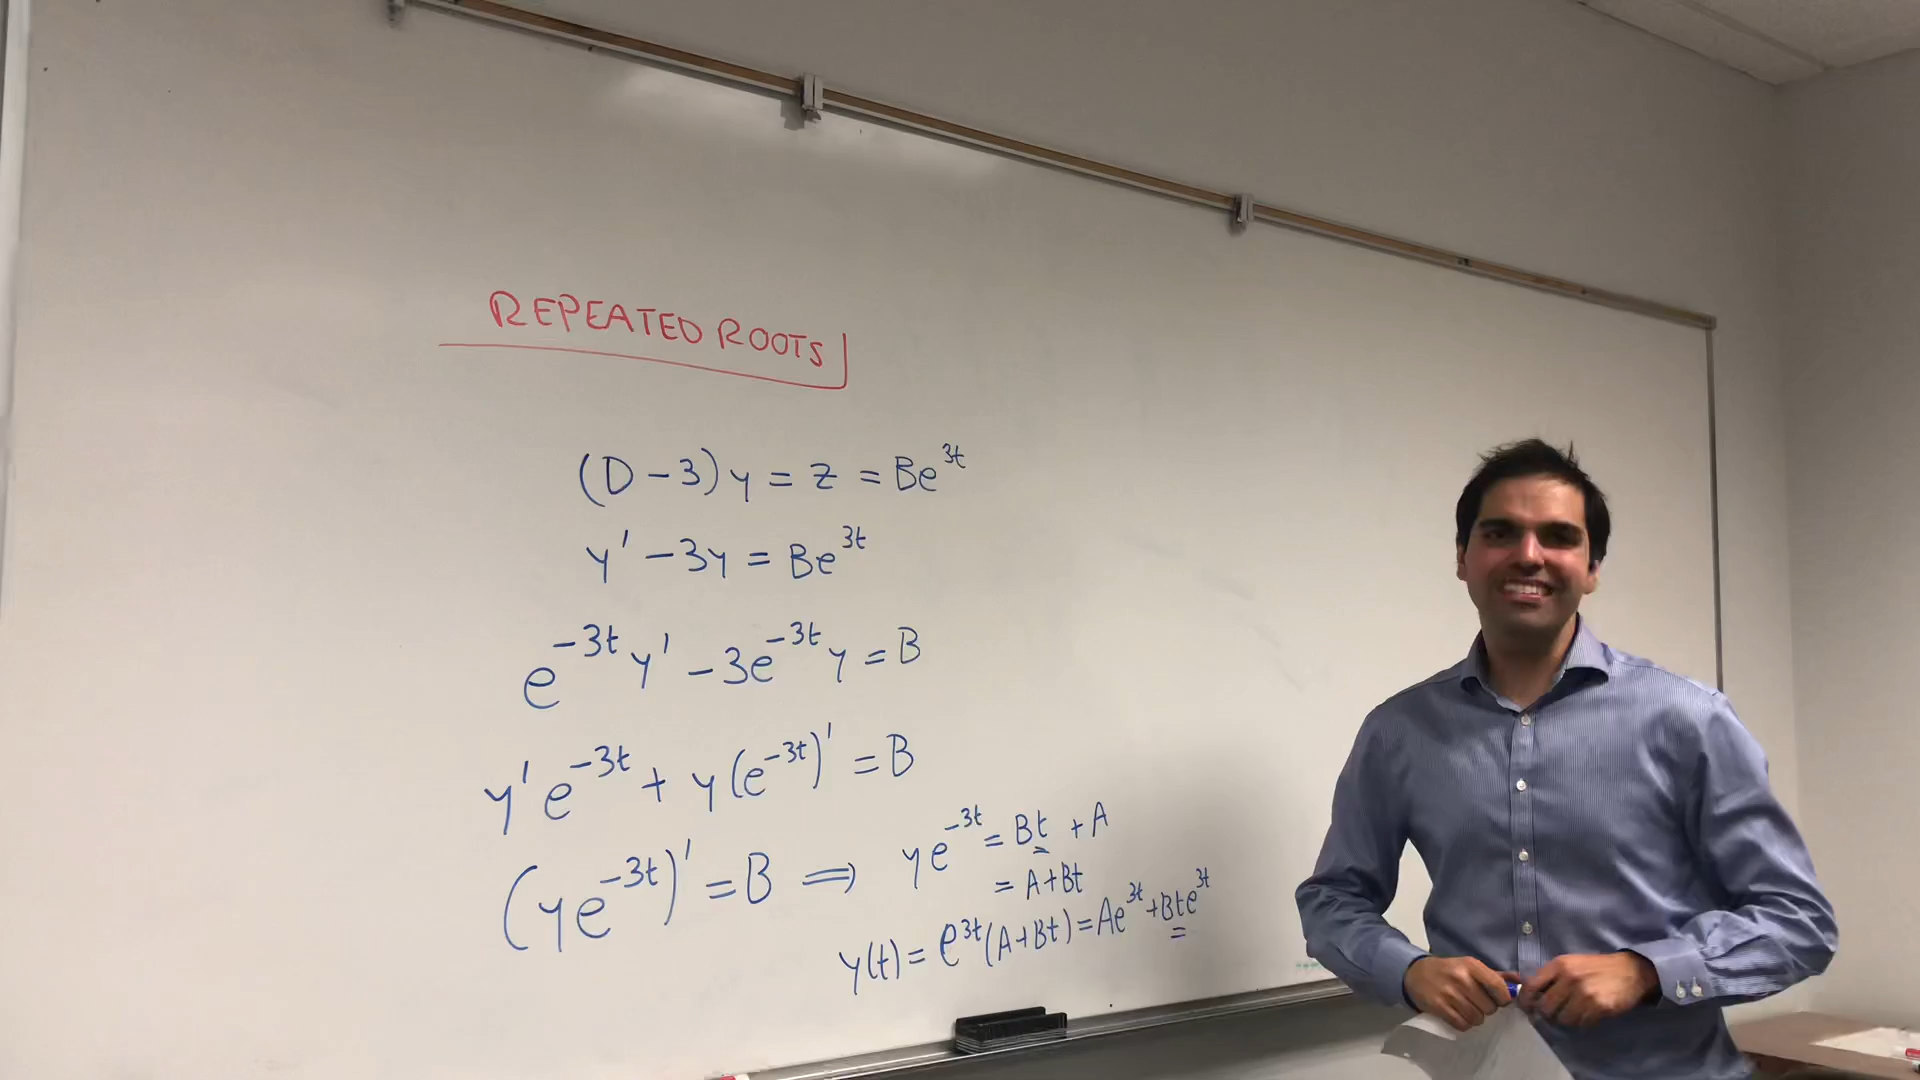 REPEATED ROOTS
(D-3)y = z = Be^{3t}
y' - 3y = Be^{3t}
e^{-3t} y' - 3e^{-3t} y = B
y' e^{-3t} + y(e^{-3t})' = B
(ye^{-3t})' = B ⟹ ye^{-3t} = Bt + A
= A+Bt
y(t) = e^{3t}(A+Bt) = Ae^{3t} + Bte^{3t}